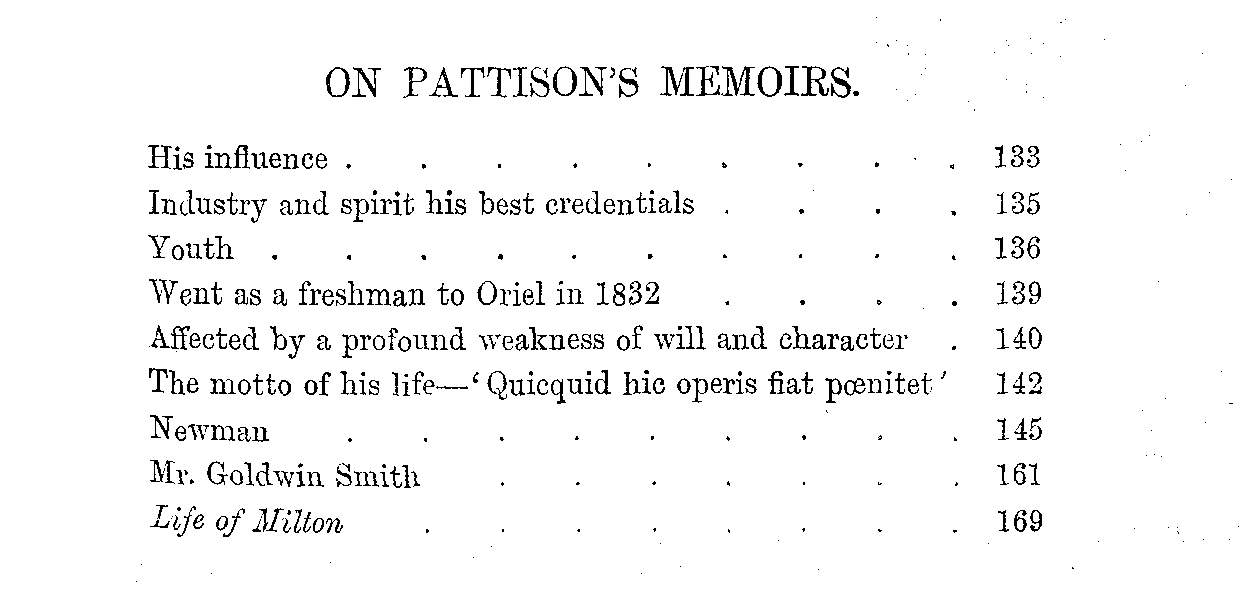 ON PATTISON'S MEMOIRS.
His influence . . . . . . . . . 133
Industry and spirit his best credentials . . . . 135
Youth . . . . . . . . . . 136
Went as a freshman to Oriel in 1832 . . . . 139
Affected by a profound weakness of will and character . 140
The motto of his life—‘Quicquid hic operis fiat pœnitet’ 142
Newman . . . . . . . . . 145
Mr. Goldwin Smith . . . . . . . 161
Life of Milton . . . . . . . . 169